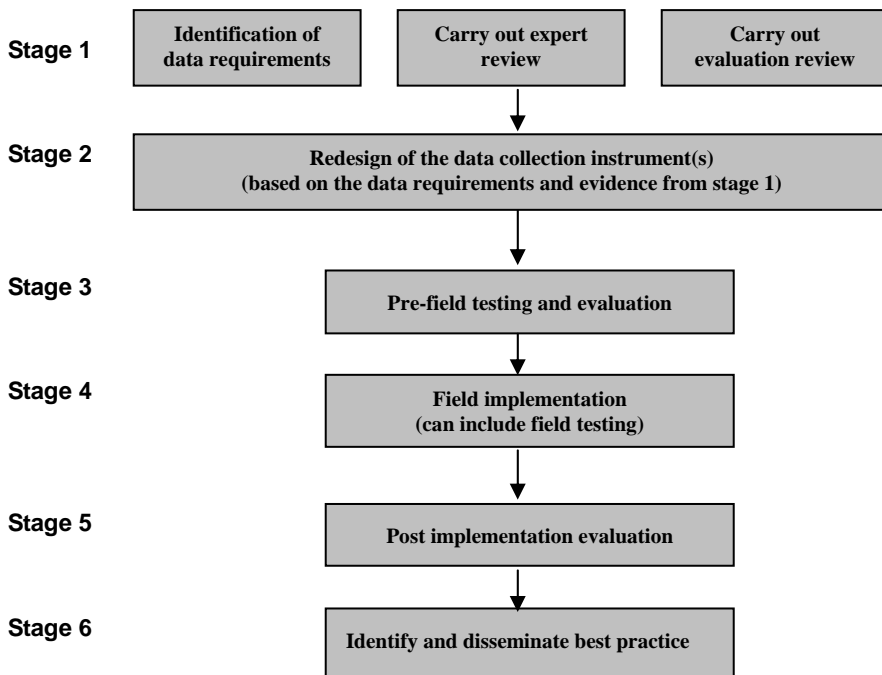 Stage 1
Identification of
data requirements
Carry out expert
review
Carry out
evaluation review
Stage 2
Redesign of the data collection instrument(s)
(based on the data requirements and evidence from stage 1)
Stage 3
Pre-field testing and evaluation
Stage 4
Field implementation
(can include field testing)
Stage 5
Post implementation evaluation
Stage 6
Identify and disseminate best practice